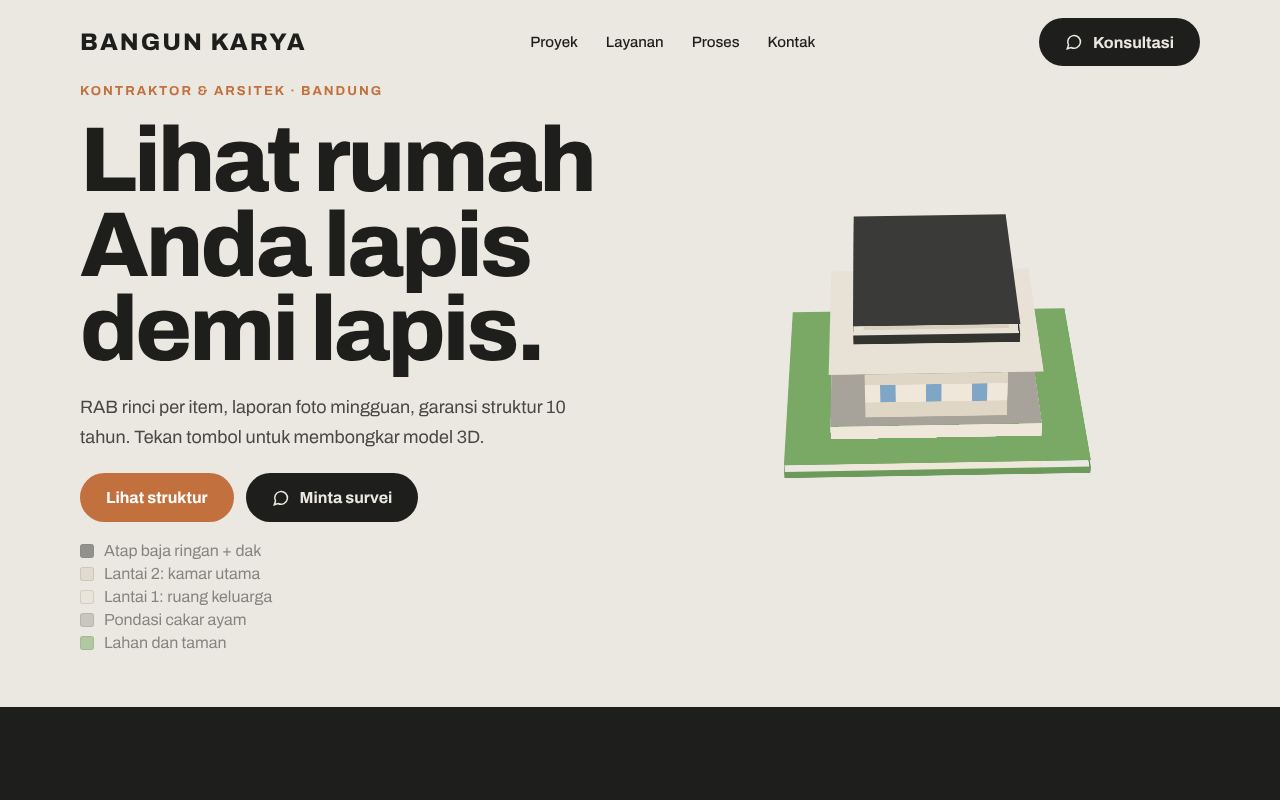 BANGUN KARYA
Proyek
Layanan
Proses
Kontak
Konsultasi
KONTRAKTOR & ARSITEK · BANDUNG
Lihat rumah
Anda lapis
demi lapis.
RAB rinci per item, laporan foto mingguan, garansi struktur 10
tahun. Tekan tombol untuk membongkar model 3D.
Lihat struktur
Minta survei
Atap baja ringan + dak
Lantai 2: kamar utama
Lantai 1: ruang keluarga
Pondasi cakar ayam
Lahan dan taman